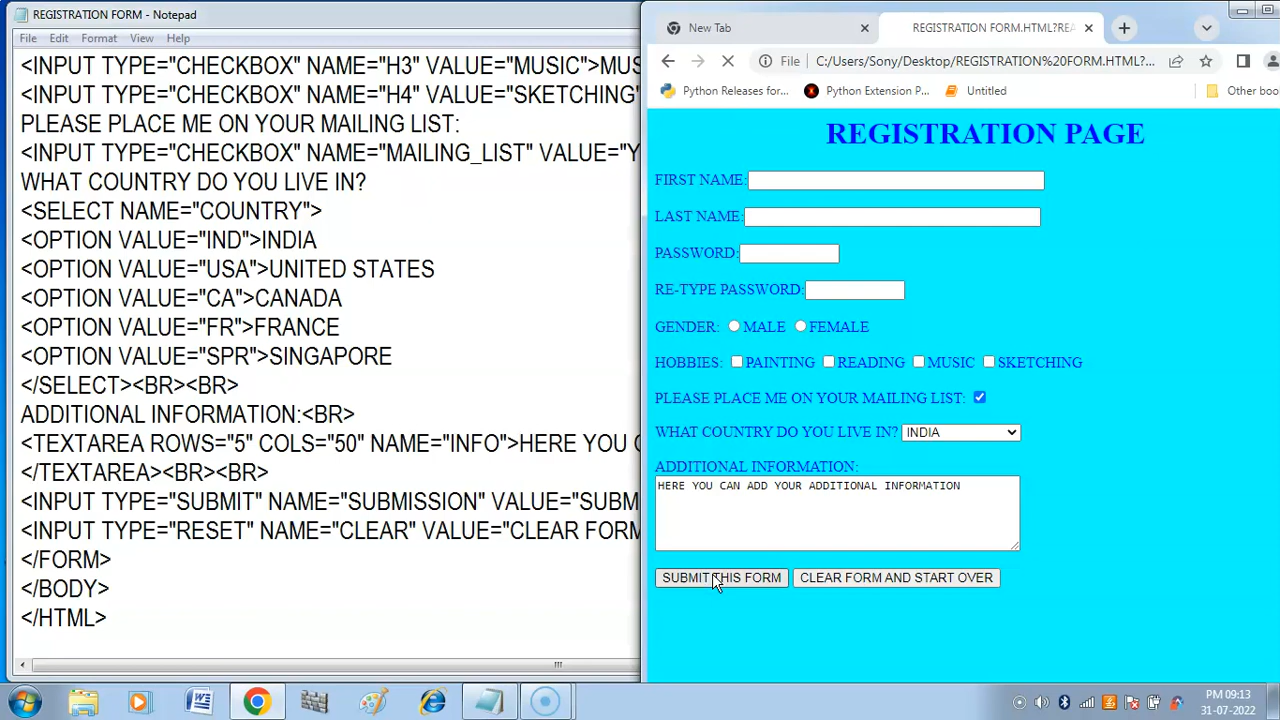 REGISTRATION FORM - Notepad
File Edit Format View Help
<INPUT TYPE="CHECKBOX" NAME="H3" VALUE="MUSIC">MUS
<INPUT TYPE="CHECKBOX" NAME="H4" VALUE="SKETCHING"
PLEASE PLACE ME ON YOUR MAILING LIST:
<INPUT TYPE="CHECKBOX" NAME="MAILING_LIST" VALUE="Y
WHAT COUNTRY DO YOU LIVE IN?
<SELECT NAME="COUNTRY">
<OPTION VALUE="IND">INDIA
<OPTION VALUE="USA">UNITED STATES
<OPTION VALUE="CA">CANADA
<OPTION VALUE="FR">FRANCE
<OPTION VALUE="SPR">SINGAPORE
</SELECT><BR><BR>
ADDITIONAL INFORMATION:<BR>
<TEXTAREA ROWS="5" COLS="50" NAME="INFO">HERE YOU C
</TEXTAREA><BR><BR>
<INPUT TYPE="SUBMIT" NAME="SUBMISSION" VALUE="SUBM
<INPUT TYPE="RESET" NAME="CLEAR" VALUE="CLEAR FORM
</FORM>
</BODY>
</HTML>
New Tab
REGISTRATION FORM.HTML?REA
File C:/Users/Sony/Desktop/REGISTRATION%20FORM.HTML?...
Python Releases for... Python Extension P... Untitled Other boo
REGISTRATION PAGE
FIRST NAME:
LAST NAME:
PASSWORD:
RE-TYPE PASSWORD:
GENDER: MALE FEMALE
HOBBIES: PAINTING READING MUSIC SKETCHING
PLEASE PLACE ME ON YOUR MAILING LIST:
WHAT COUNTRY DO YOU LIVE IN? INDIA
ADDITIONAL INFORMATION:
HERE YOU CAN ADD YOUR ADDITIONAL INFORMATION
SUBMIT THIS FORM CLEAR FORM AND START OVER
PM 09:13
31-07-2022